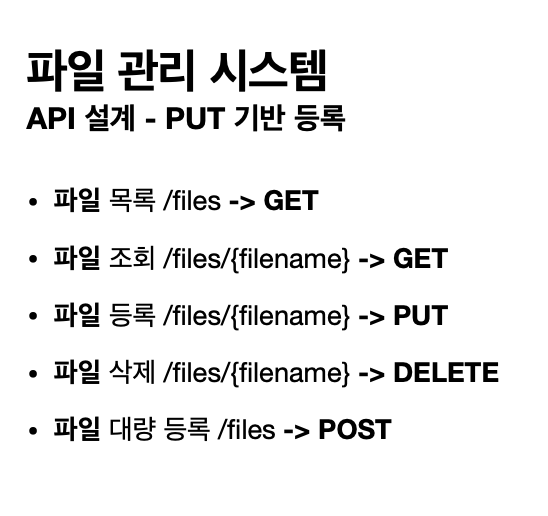 파일 관리 시스템
API 설계 - PUT 기반 등록
• 파일 목록 /files -> GET
• 파일 조회 /files/{filename} -> GET
• 파일 등록 /files/{filename} -> PUT
• 파일 삭제 /files/{filename} -> DELETE
• 파일 대량 등록 /files -> POST